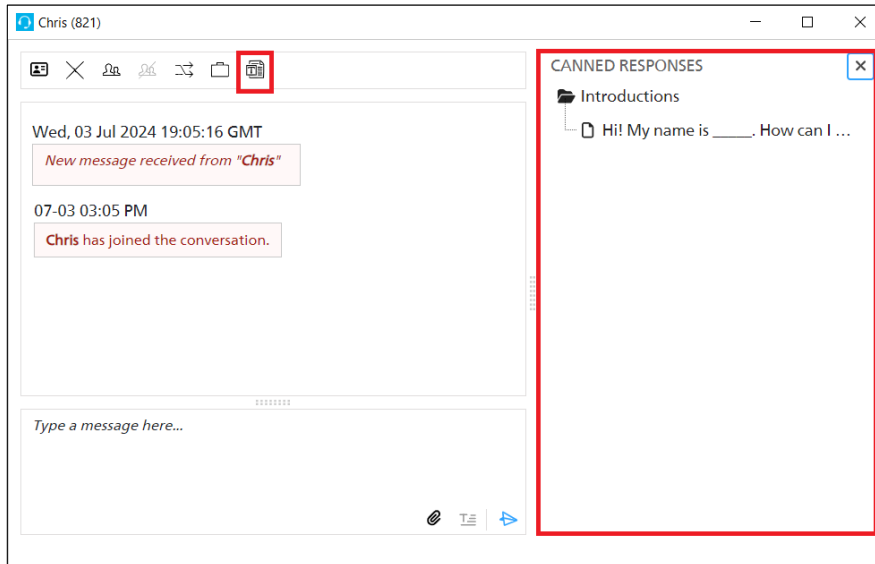 Chris (821)
CANNED RESPONSES
Introductions
Hi! My name is _____. How can I ...
Wed, 03 Jul 2024 19:05:16 GMT
New message received from "Chris"
07-03 03:05 PM
Chris has joined the conversation.
Type a message here...